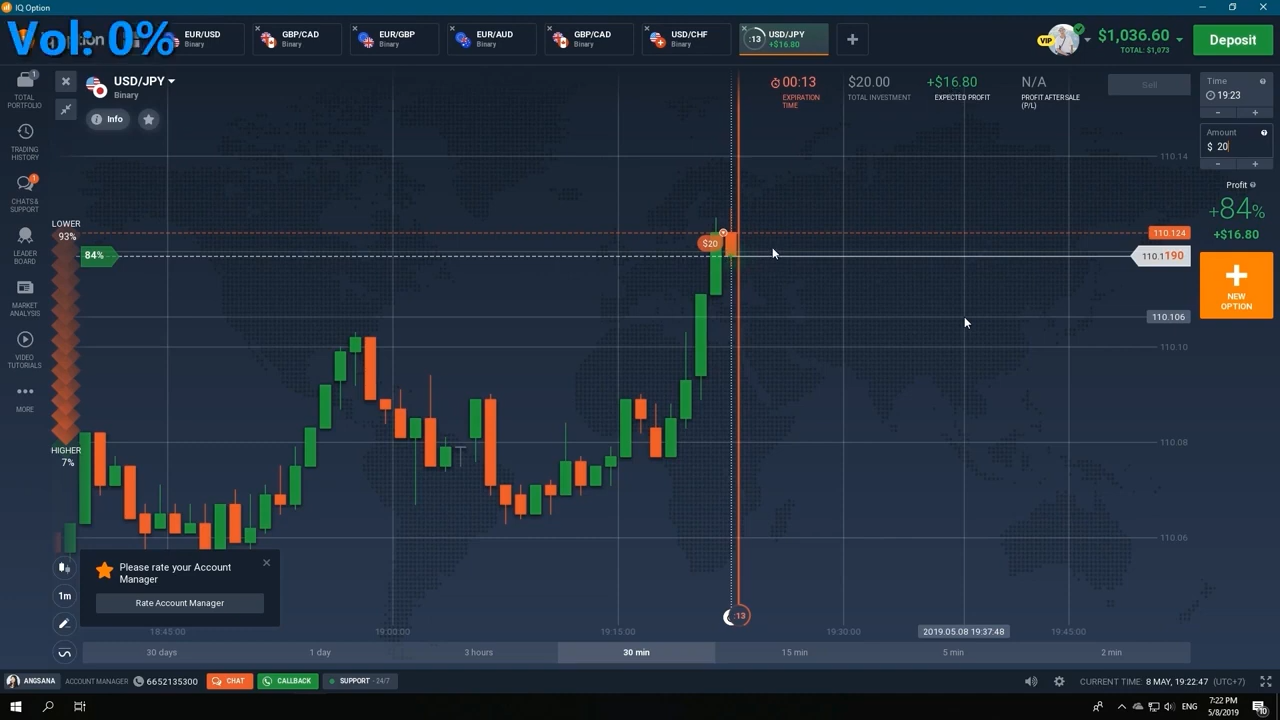 IQ Option
Vol: 0%
option
EUR/USD
Binary
GBP/CAD
Binary
EUR/GBP
Binary
EUR/AUD
Binary
GBP/CAD
Binary
USD/CHF
Binary
:13
USD/JPY
+$16.80
VIP
$1,036.60
TOTAL: $1,073
Deposit
1
TOTAL
PORTFOLIO
TRADING
HISTORY
1
CHATS &
SUPPORT
LEADER
BOARD
MARKET
ANALYSIS
VIDEO
TUTORIALS
MORE
USD/JPY
Binary
Info
00:13
EXPIRATION
TIME
$20.00
TOTAL INVESTMENT
+$16.80
EXPECTED PROFIT
N/A
PROFIT AFTER SALE
(P/L)
Sell
Time
19:23
- +
Amount
$ 20
- +
Profit
+84%
+$16.80
NEW
OPTION
LOWER
93%
84%
HIGHER
7%
$20
110.14
110.124
110.1190
110.106
110.10
110.08
110.06
Please rate your Account
Manager
Rate Account Manager
1m
:13
18:45:00
19:00:00
19:15:00
19:30:00
2019.05.08 19:37:48
19:45:00
30 days
1 day
3 hours
30 min
15 min
5 min
2 min
ANGSANA
ACCOUNT MANAGER
6652135300
CHAT
CALLBACK
SUPPORT - 24/7
CURRENT TIME: 8 MAY, 19:22:47 (UTC+7)
ENG
7:22 PM
5/8/2019
10